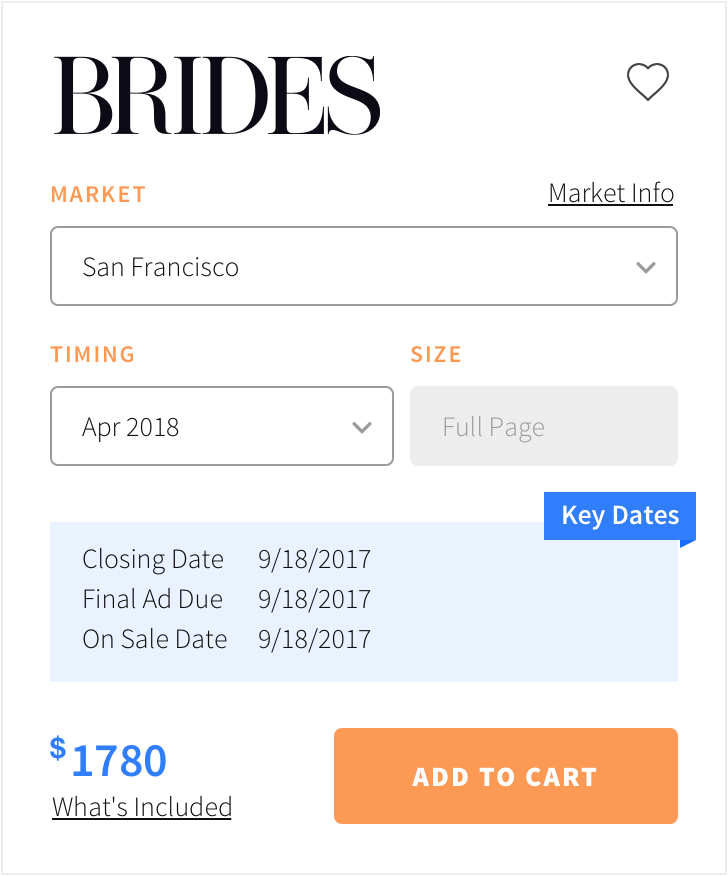 BRIDES
MARKET Market Info
San Francisco
TIMING SIZE
Apr 2018 Full Page
Key Dates
Closing Date 9/18/2017
Final Ad Due 9/18/2017
On Sale Date 9/18/2017
$1780 ADD TO CART
What's Included